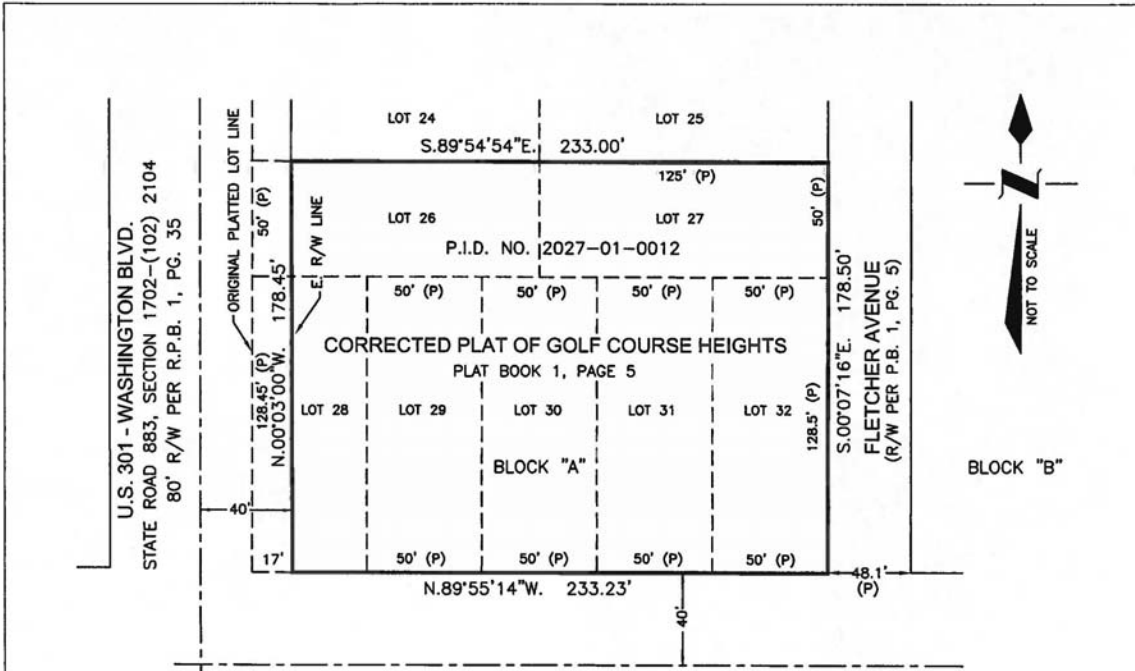 LOT 24
LOT 25
S.89°54'54"E. 233.00'
125' (P)
50' (P)
50' (P)
ORIGINAL PLATTED LOT LINE
E. R/W LINE
LOT 26
LOT 27
P.I.D. NO. 2027-01-0012
U.S. 301 - WASHINGTON BLVD.
STATE ROAD 883, SECTION 1702-(102) 2104
80' R/W PER R.P.B. 1, PG. 35
128.45' (P)
N.00°03'00"W. 178.45'
50' (P)
50' (P)
50' (P)
50' (P)
CORRECTED PLAT OF GOLF COURSE HEIGHTS
PLAT BOOK 1, PAGE 5
LOT 28
LOT 29
LOT 30
LOT 31
LOT 32
128.5' (P)
S.00°07'16"E. 178.50'
FLETCHER AVENUE
(R/W PER P.B. 1, PG. 5)
N
NOT TO SCALE
BLOCK "A"
BLOCK "B"
40'
17'
50' (P)
50' (P)
50' (P)
50' (P)
48.1'
(P)
N.89°55'14"W. 233.23'
40'